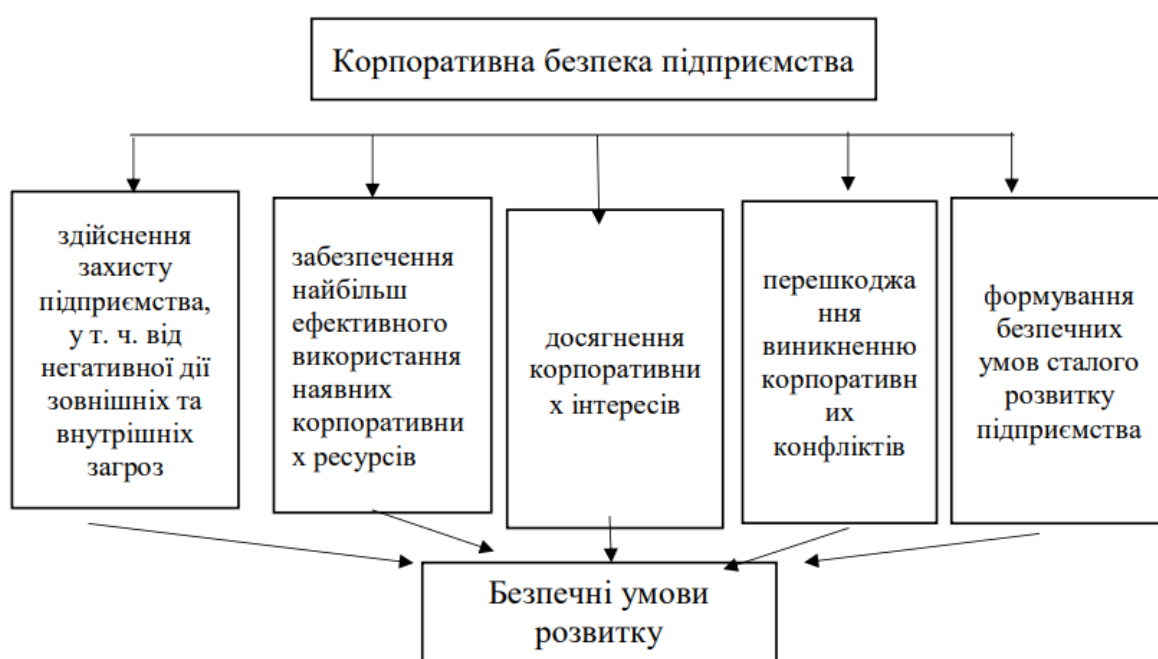 Корпоративна безпека підприємства
здійснення
захисту
підприємства,
у т. ч. від
негативної дії
зовнішніх та
внутрішніх
загроз
забезпечення
найбільш
ефективного
використання
наявних
корпоративни
х ресурсів
досягнення
корпоративни
х інтересів
перешкоджа
ння
виникненню
корпоративн
их
конфліктів
формування
безпечних
умов сталого
розвитку
підприємства
Безпечні умови
розвитку